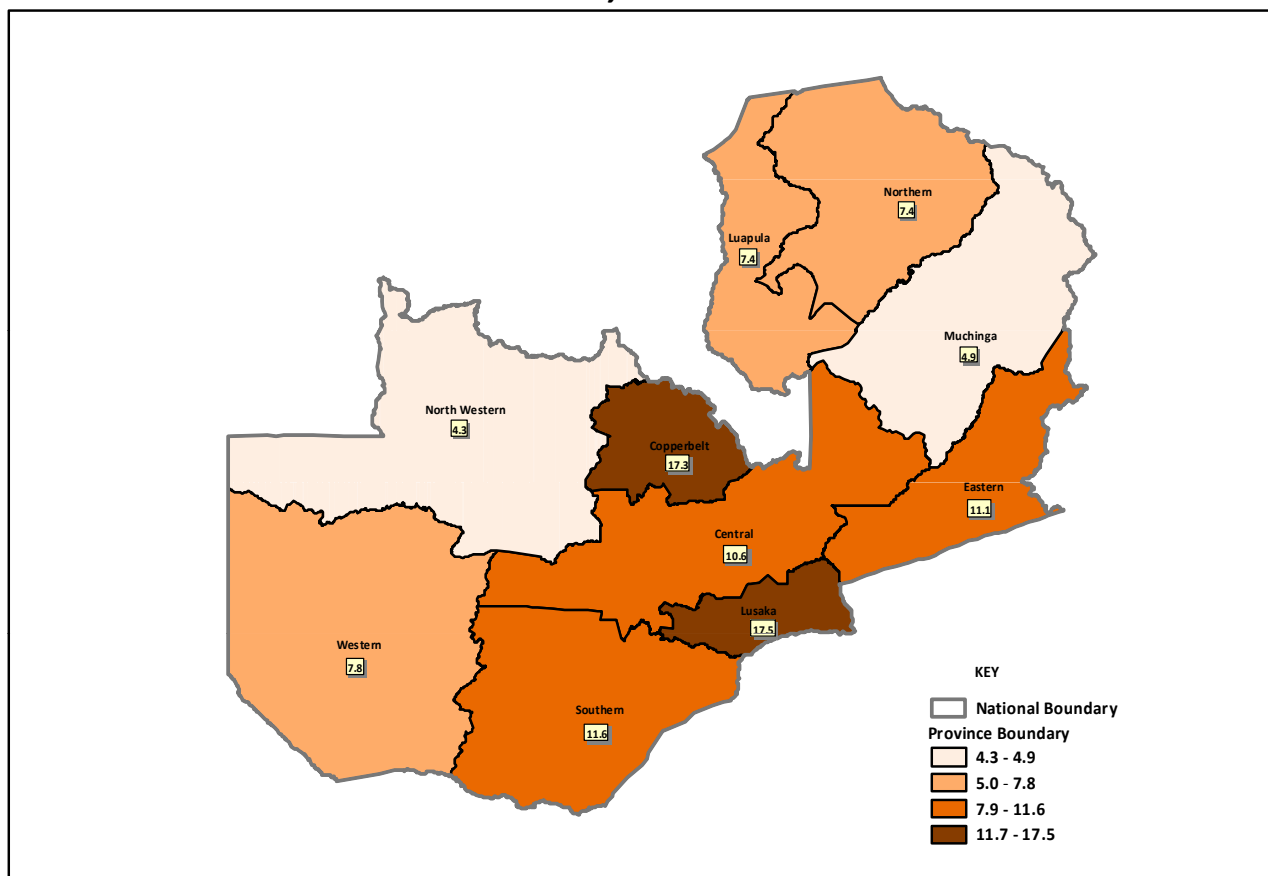 Northern
7.4
Luapula
7.4
Muchinga
4.9
North Western
4.3
Copperbelt
17.3
Eastern
11.1
Central
10.6
Lusaka
17.5
Western
7.8
Southern
11.6
KEY
National Boundary
Province Boundary
4.3 - 4.9
5.0 - 7.8
7.9 - 11.6
11.7 - 17.5